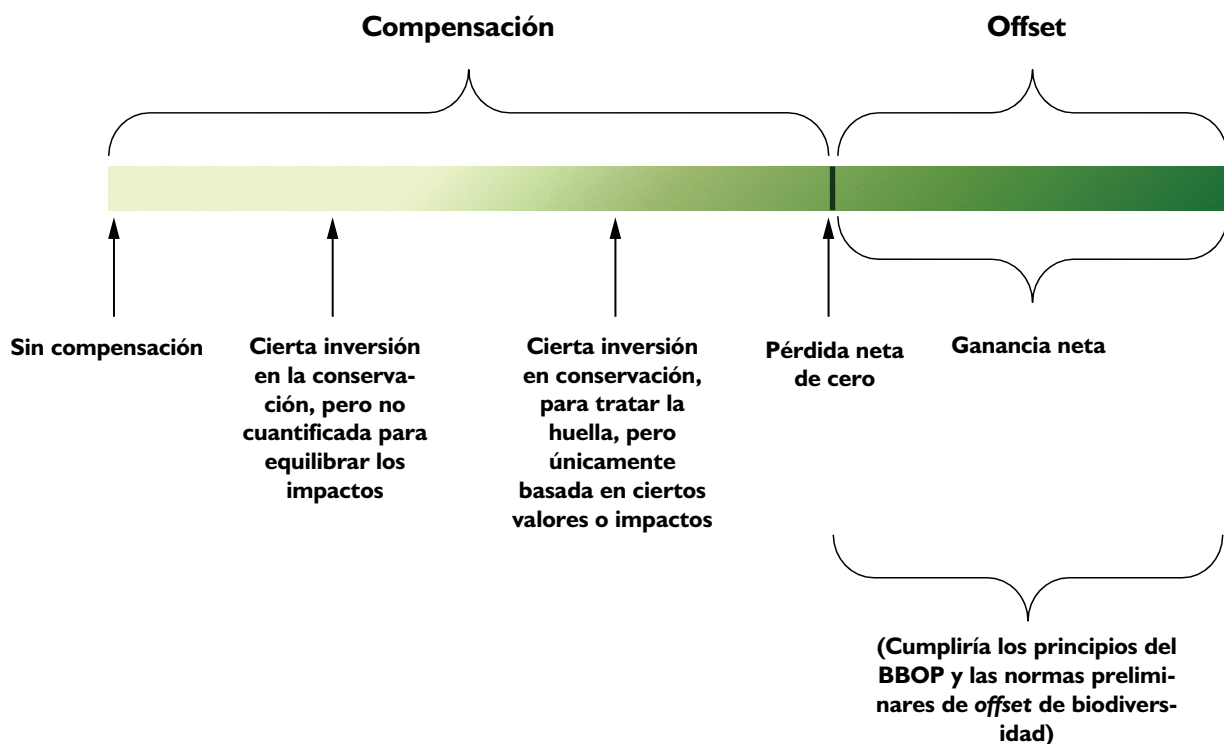 Compensación
Offset
Sin compensación
Cierta inversión
en la conserva-
ción, pero no
cuantificada para
equilibrar los
impactos
Cierta inversión
en conservación,
para tratar la
huella, pero
únicamente
basada en ciertos
valores o impactos
Pérdida neta
de cero
Ganancia neta
(Cumpliría los principios del
BBOP y las normas prelimi-
nares de offset de biodivers-
idad)